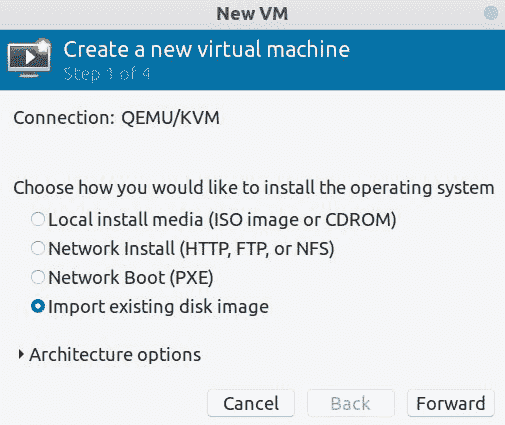 New VM
Create a new virtual machine
Step 1 of 4
Connection: QEMU/KVM
Choose how you would like to install the operating system
Local install media (ISO image or CDROM)
Network Install (HTTP, FTP, or NFS)
Network Boot (PXE)
Import existing disk image
Architecture options
Cancel Back Forward